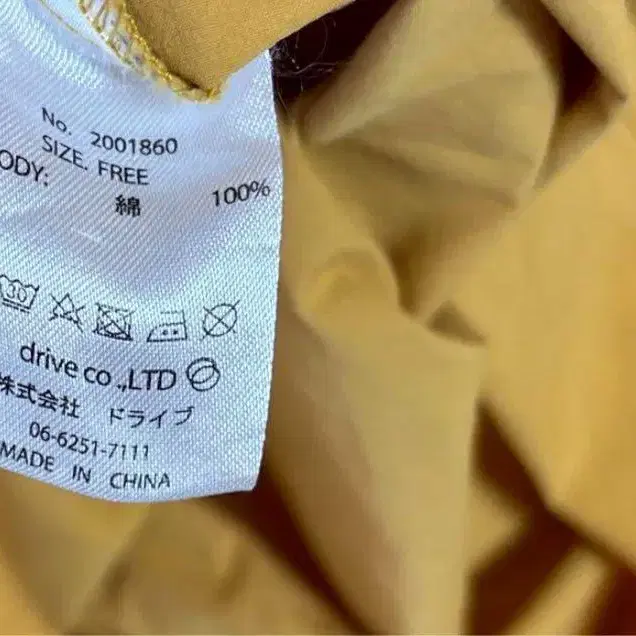 No. 2001860
SIZE. FREE
ODY:
綿 100%
30
drive co.,LTD
株式会社 ドライブ
06-6251-7111
MADE IN CHINA